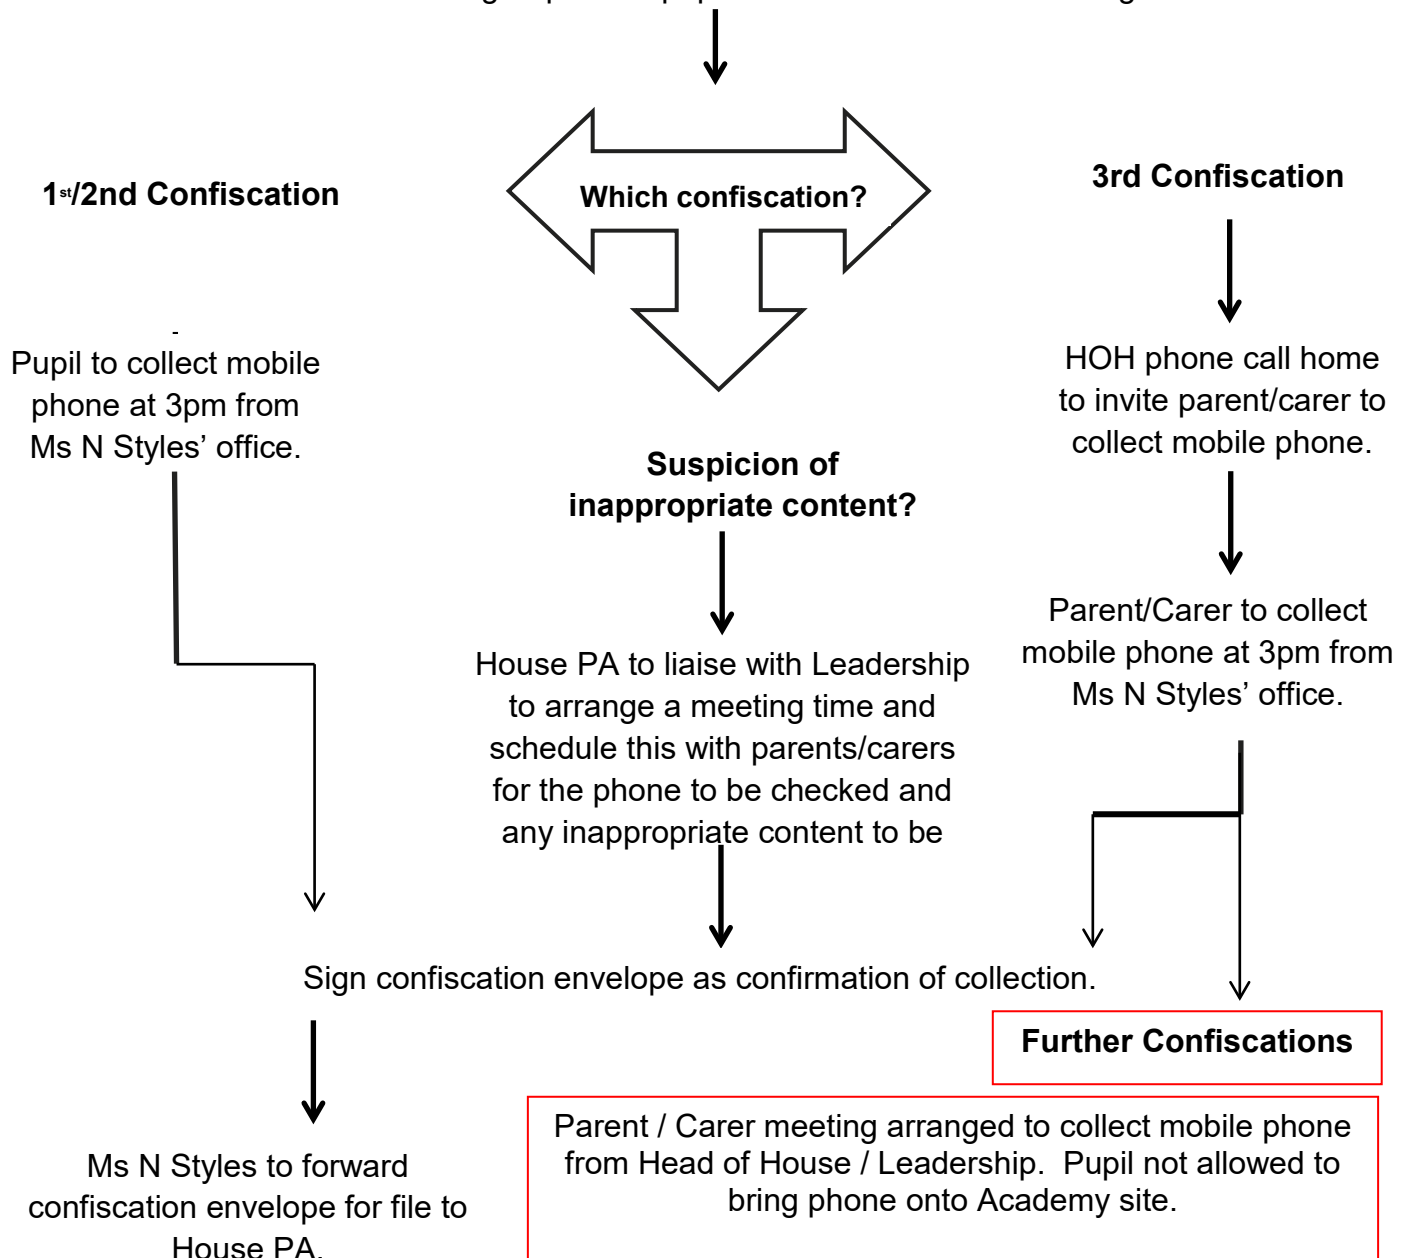 Which confiscation?
1st/2nd Confiscation
Pupil to collect mobile
phone at 3pm from
Ms N Styles’ office.
Suspicion of
inappropriate content?
House PA to liaise with Leadership
to arrange a meeting time and
schedule this with parents/carers
for the phone to be checked and
any inappropriate content to be
3rd Confiscation
HOH phone call home
to invite parent/carer to
collect mobile phone.
Parent/Carer to collect
mobile phone at 3pm from
Ms N Styles’ office.
Sign confiscation envelope as confirmation of collection.
Ms N Styles to forward
confiscation envelope for file to
House PA.
Further Confiscations
Parent / Carer meeting arranged to collect mobile phone
from Head of House / Leadership. Pupil not allowed to
bring phone onto Academy site.